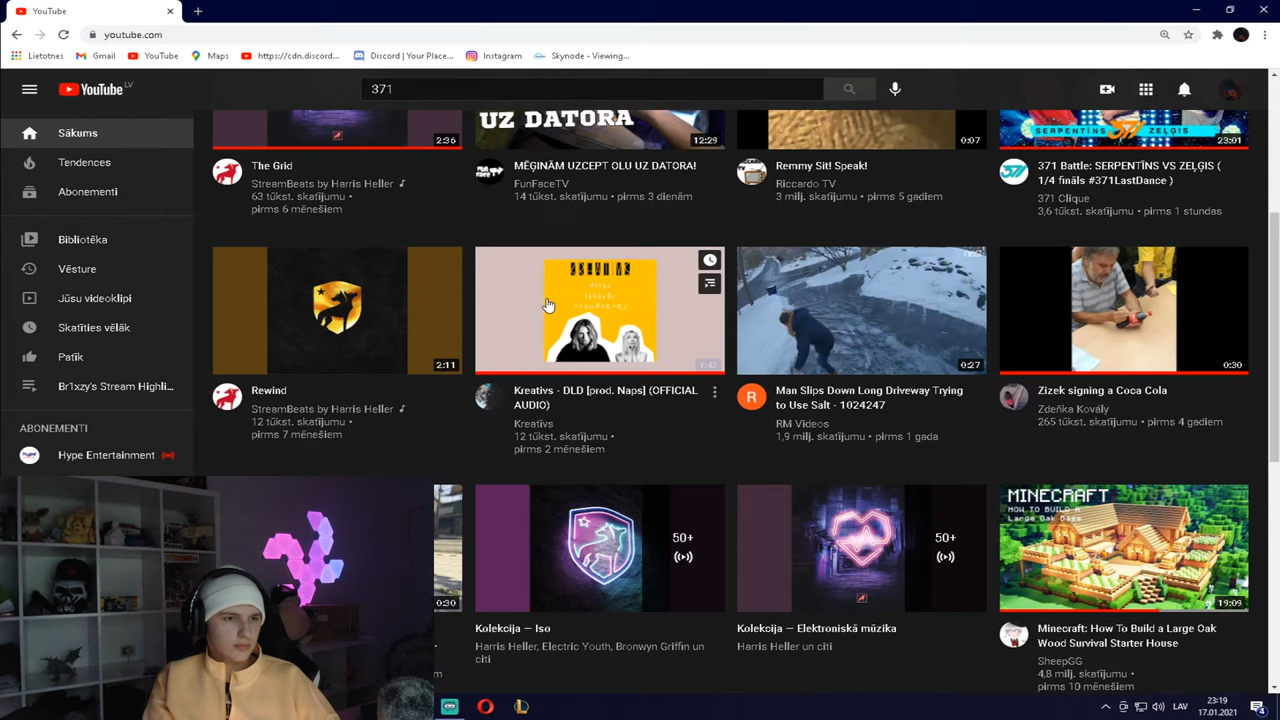 YouTube
youtube.com
Lietotnes
Gmail
YouTube
Maps
https://cdn.discord...
Discord | (Your Place...
Instagram
Skynode - Viewing...
YouTube LV
371
Sākums
Tendences
Abonementi
Bibliotēka
Vēsture
Jūsu videoklipi
Skatīties vēlāk
Patīk
Br1xzy's Stream Highli...
ABONEMENTI
Hype Entertainment
2:36
The Grid
StreamBeats by Harris Heller
63 tūkst. skatījumu •
pirms 6 mēnešiem
UZ DATORA
12:29
MĒĢINĀM UZCEPT OLU UZ DATORA!
FunFaceTV
14 tūkst. skatījumu • pirms 3 dienām
0:07
Remmy Sit! Speak!
Riccardo TV
3 milj. skatījumu • pirms 5 gadiem
SERPENTĪNS 371 ZEĻĢIS
23:01
371 Battle: SERPENTĪNS VS ZEĻĢIS (
1/4 fināls #371LastDance )
371 Clique
3,6 tūkst. skatījumu • pirms 1 stundas
2:11
Rewind
StreamBeats by Harris Heller
12 tūkst. skatījumu •
pirms 7 mēnešiem
1:43
Kreatīvs - DLD [prod. Naps] (OFFICIAL
AUDIO)
Kreatīvs
12 tūkst. skatījumu •
pirms 2 mēnešiem
nest
0:27
Man Slips Down Long Driveway Trying
to Use Salt - 1024247
R
RM Videos
1,9 milj. skatījumu • pirms 1 gada
0:30
Zizek signing a Coca Cola
Zdeňka Kovály
265 tūkst. skatījumu • pirms 4 gadiem
0:30
50+
Kolekcija — Iso
Harris Heller, Electric Youth, Bronwyn Griffin un
citi
50+
Kolekcija — Elektroniskā mūzika
Harris Heller un citi
MINECRAFT
HOW TO BUILD A
Large Oak Base
19:09
Minecraft: How To Build a Large Oak
Wood Survival Starter House
SheepGG
4,8 milj. skatījumu •
pirms 10 mēnešiem
LAV
23:19
17.01.2021
4